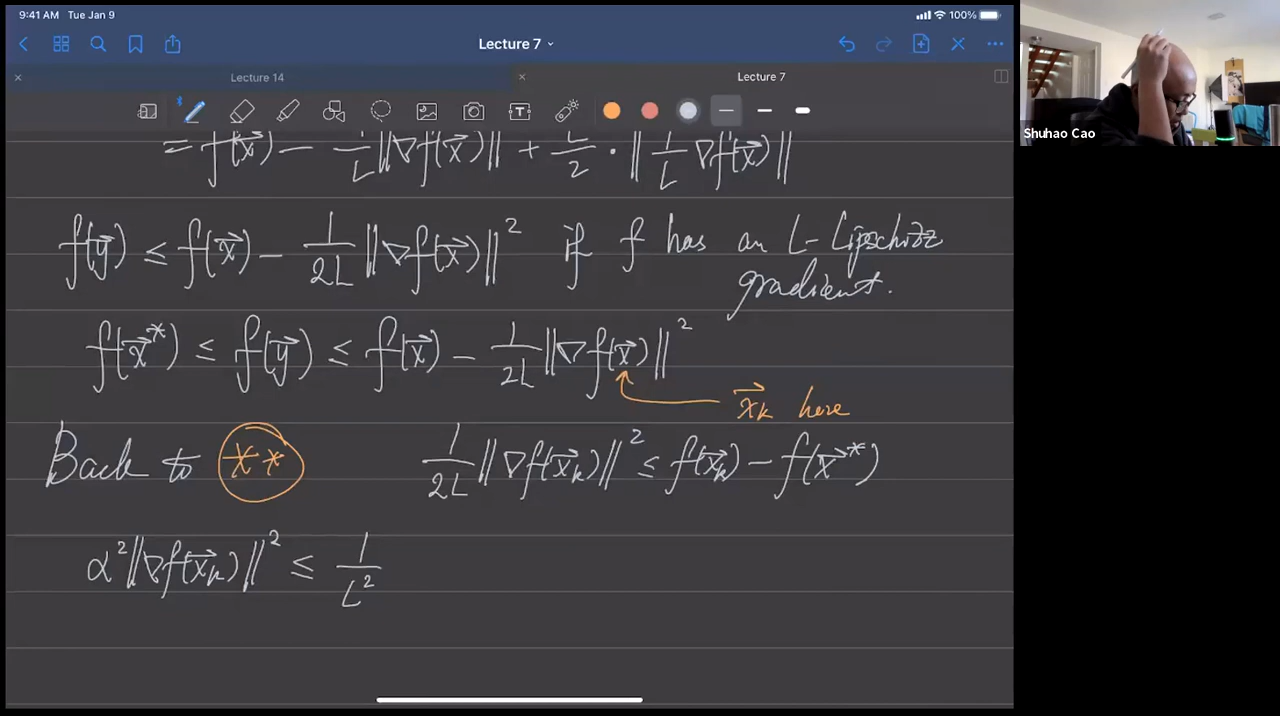 9:41 AM Tue Jan 9
100%
Lecture 7
Lecture 14
Lecture 7
Shuhao Cao
= f(x⃗) − 1/L ‖∇f(x⃗)‖ + L/2 · ‖ 1/L ∇f(x⃗)‖
f(y⃗) ≤ f(x⃗) − 1/2L ‖∇f(x⃗)‖² if f has an L-Lipschizz
gradient.
f(x⃗*) ≤ f(y⃗) ≤ f(x⃗) − 1/2L ‖∇f(x⃗)‖²
x⃗ₖ here
Back to ** 1/2L ‖∇f(x⃗ₖ)‖² ≤ f(x⃗ₖ) − f(x⃗*)
α²‖∇f(x⃗ₖ)‖² ≤ 1/L²